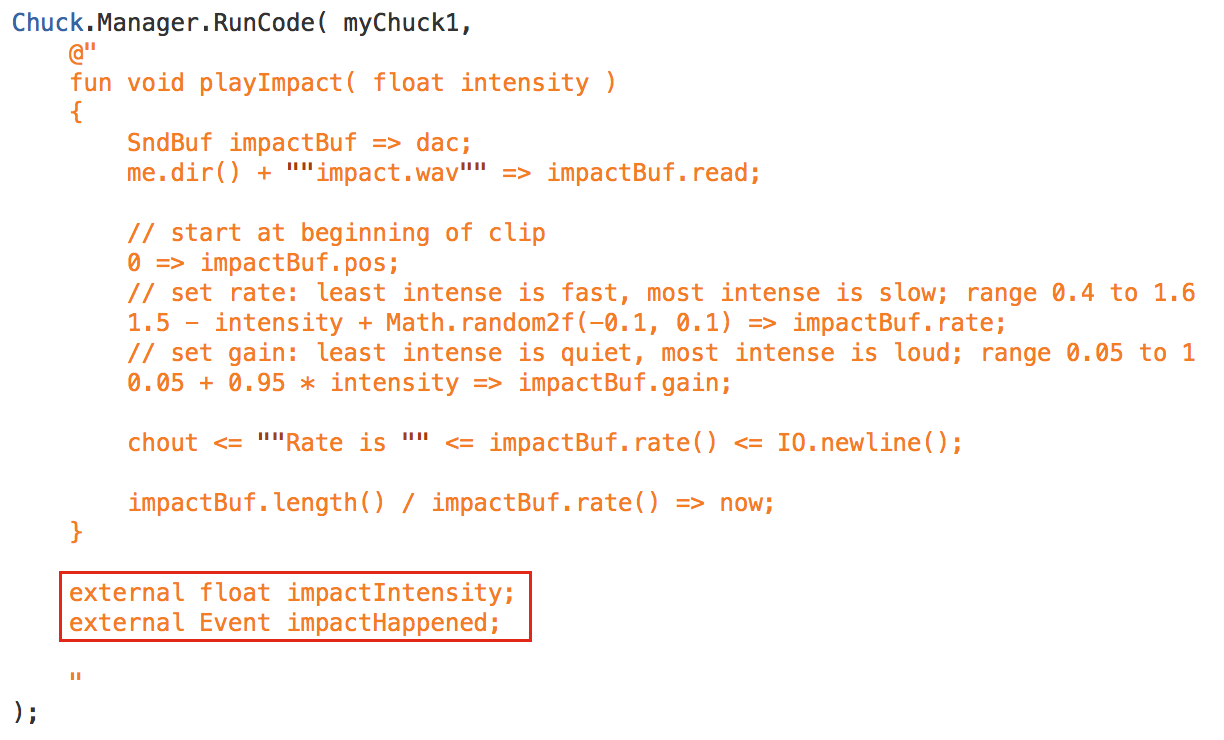 Chuck.Manager.RunCode( myChuck1,
@"
fun void playImpact( float intensity )
{
SndBuf impactBuf => dac;
me.dir() + ""impact.wav"" => impactBuf.read;
// start at beginning of clip
0 => impactBuf.pos;
// set rate: least intense is fast, most intense is slow; range 0.4 to 1.6
1.5 - intensity + Math.random2f(-0.1, 0.1) => impactBuf.rate;
// set gain: least intense is quiet, most intense is loud; range 0.05 to 1
0.05 + 0.95 * intensity => impactBuf.gain;
chout <= ""Rate is "" <= impactBuf.rate() <= IO.newline();
impactBuf.length() / impactBuf.rate() => now;
}
external float impactIntensity;
external Event impactHappened;
"
);